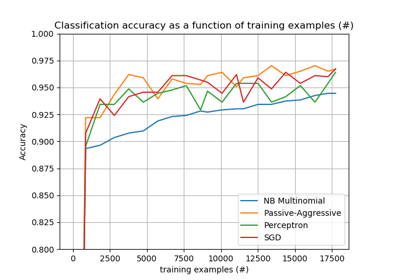 Classification accuracy as a function of training examples (#)
1.000
0.975
0.950
0.925
0.900
0.875
0.850
0.825
0.800
Accuracy
NB Multinomial
Passive-Aggressive
Perceptron
SGD
0 2500 5000 7500 10000 12500 15000 17500
training examples (#)